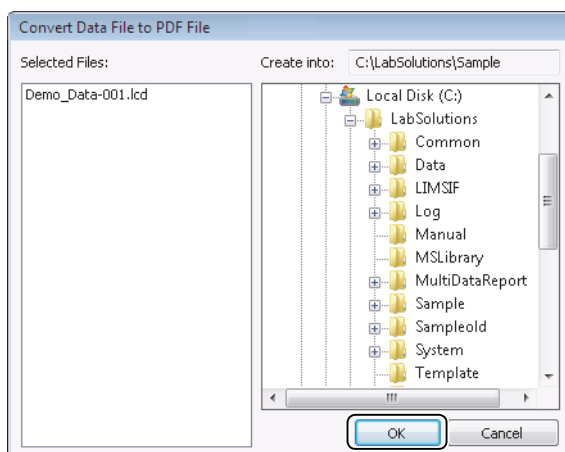 Convert Data File to PDF File
Selected Files:
Create into: C:\LabSolutions\Sample
Demo_Data-001.lcd
Local Disk (C:)
LabSolutions
Common
Data
LIMSIF
Log
Manual
MSLibrary
MultiDataReport
Sample
Sampleold
System
Template
OK Cancel